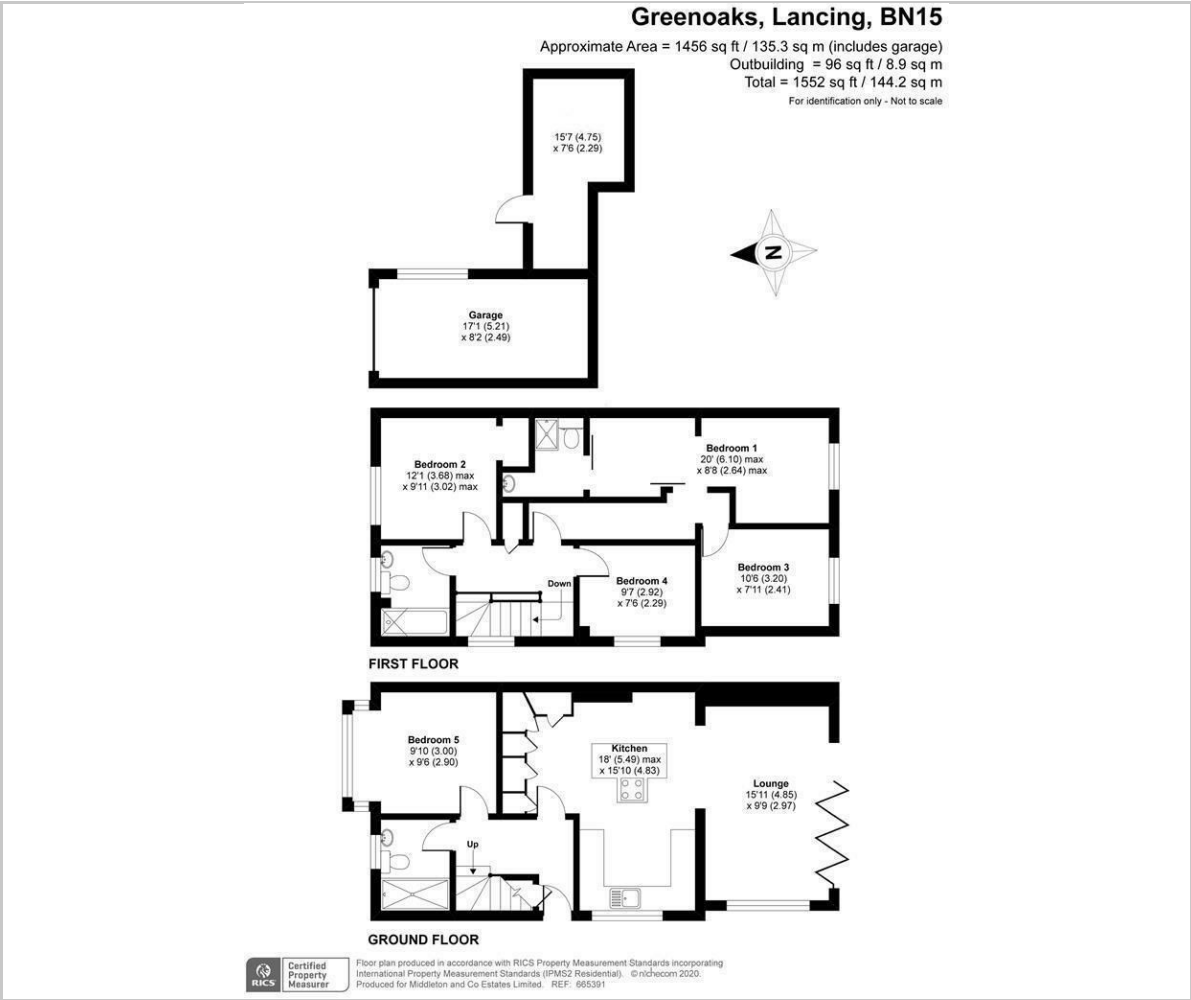 Greenoaks, Lancing, BN15
Approximate Area = 1456 sq ft / 135.3 sq m (includes garage)
Outbuilding = 96 sq ft / 8.9 sq m
Total = 1552 sq ft / 144.2 sq m
For identification only - Not to scale
15'7 (4.75)
x 7'6 (2.29)
N
Garage
17'1 (5.21)
x 8'2 (2.49)
Bedroom 2
12'1 (3.68) max
x 9'11 (3.02) max
Bedroom 1
20' (6.10) max
x 8'8 (2.64) max
Bedroom 3
10'6 (3.20)
x 7'11 (2.41)
Bedroom 4
9'7 (2.92)
x 7'6 (2.29)
Down
FIRST FLOOR
Bedroom 5
9'10 (3.00)
x 9'6 (2.90)
Kitchen
18' (5.49) max
x 15'10 (4.83)
Lounge
15'11 (4.85)
x 9'9 (2.97)
Up
GROUND FLOOR
RICS
Certified
Property
Measurer
Floor plan produced in accordance with RICS Property Measurement Standards incorporating
International Property Measurement Standards (IPMS2 Residential). © nichecom 2020.
Produced for Middleton and Co Estates Limited. REF: 665391